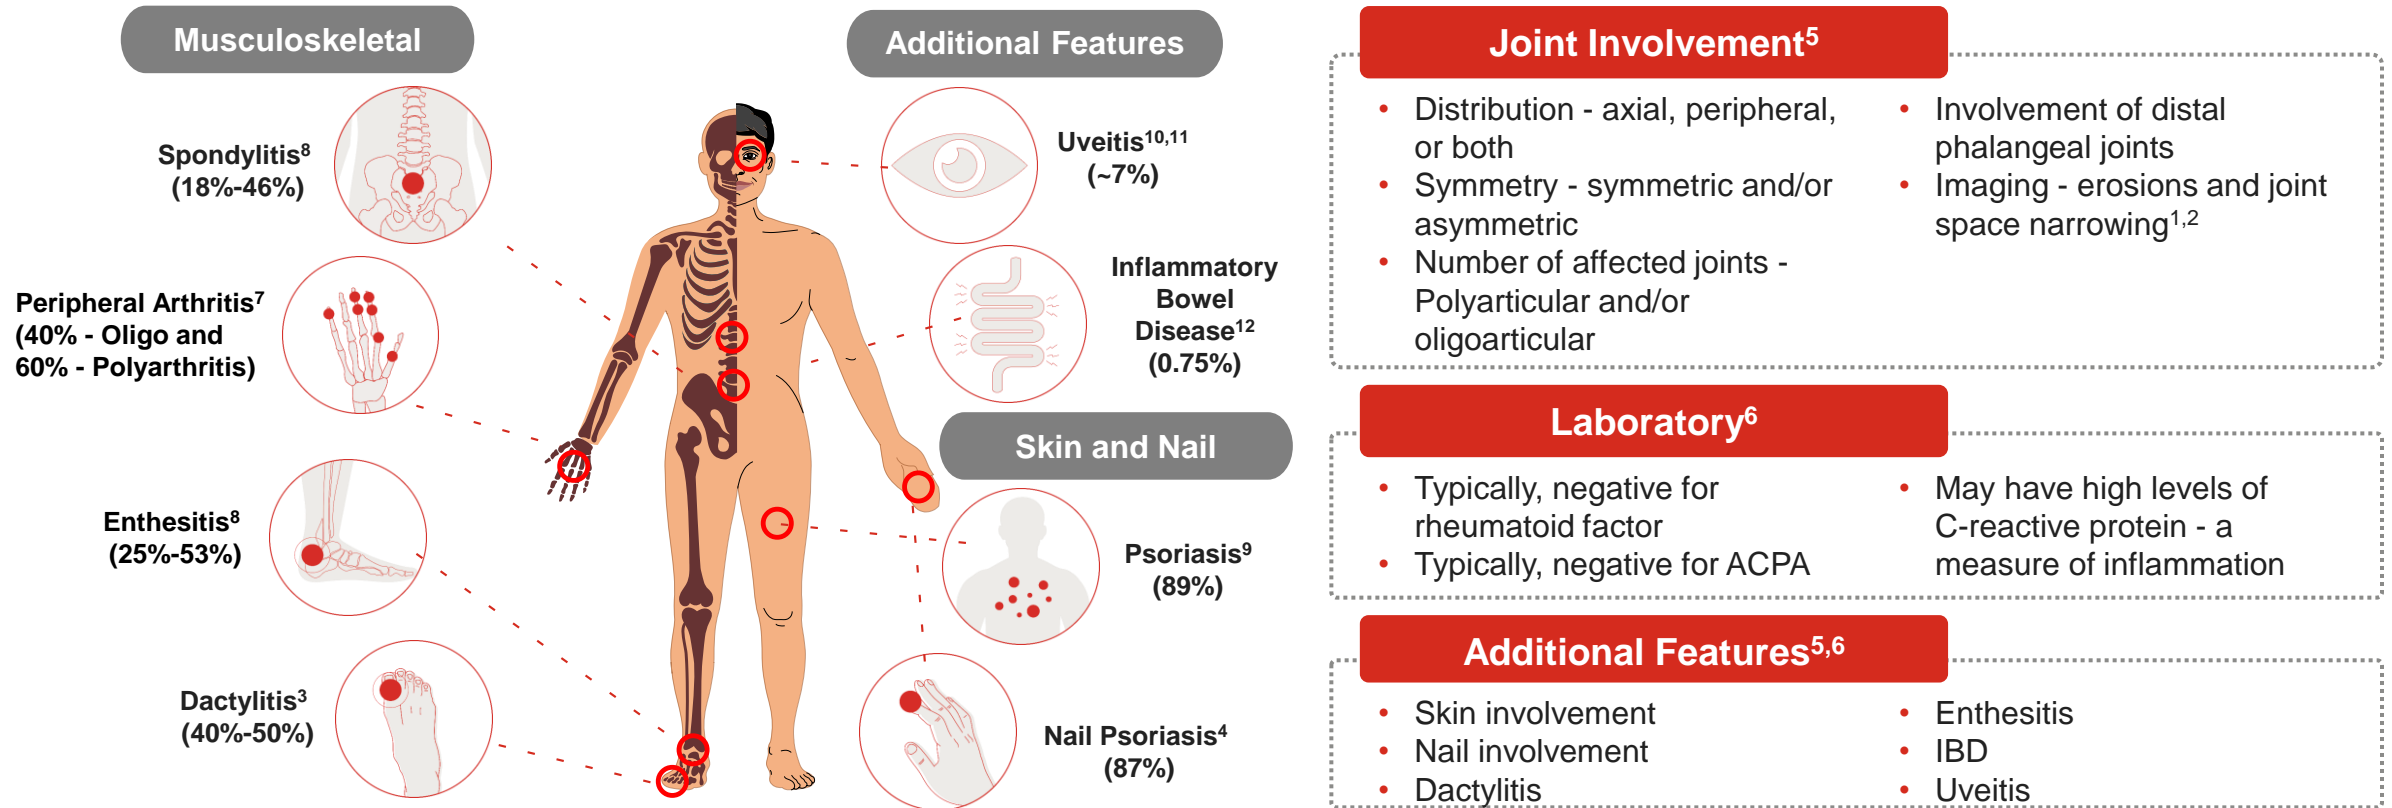 Musculoskeletal
Spondylitis8
(18%-46%)
Peripheral Arthritis7
(40% - Oligo and
60% - Polyarthritis)
Enthesitis8
(25%-53%)
Dactylitis3
(40%-50%)
Additional Features
Uveitis10,11
(~7%)
Inflammatory
Bowel
Disease12
(0.75%)
Skin and Nail
Psoriasis9
(89%)
Nail Psoriasis4
(87%)
Joint Involvement5
• Distribution - axial, peripheral,
or both
• Symmetry - symmetric and/or
asymmetric
• Number of affected joints -
Polyarticular and/or
oligoarticular
• Involvement of distal
phalangeal joints
• Imaging - erosions and joint
space narrowing1,2
Laboratory6
• Typically, negative for
rheumatoid factor
• Typically, negative for ACPA
• May have high levels of
C-reactive protein - a
measure of inflammation
Additional Features5,6
• Skin involvement
• Nail involvement
• Dactylitis
• Enthesitis
• IBD
• Uveitis